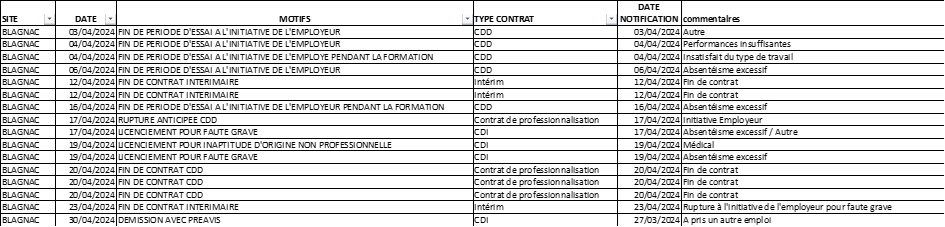 SITE DATE MOTIFS TYPE CONTRAT DATE NOTIFICATION commentaires
BLAGNAC 03/04/2024 FIN DE PERIODE D'ESSAI A L'INITIATIVE DE L'EMPLOYEUR CDD 03/04/2024 Autre
BLAGNAC 04/04/2024 FIN DE PERIODE D'ESSAI A L'INITIATIVE DE L'EMPLOYEUR CDD 04/04/2024 Performances insuffisantes
BLAGNAC 04/04/2024 FIN DE PERIODE D'ESSAI A L'INITIATIVE DE L'EMPLOYE PENDANT LA FORMATION CDD 04/04/2024 Insatisfait du type de travail
BLAGNAC 06/04/2024 FIN DE PERIODE D'ESSAI A L'INITIATIVE DE L'EMPLOYEUR CDD 06/04/2024 Absentéisme excessif
BLAGNAC 12/04/2024 FIN DE CONTRAT INTERIMAIRE Intérim 12/04/2024 Fin de contrat
BLAGNAC 12/04/2024 FIN DE CONTRAT INTERIMAIRE Intérim 12/04/2024 Fin de contrat
BLAGNAC 16/04/2024 FIN DE PERIODE D'ESSAI A L'INITIATIVE DE L'EMPLOYEUR PENDANT LA FORMATION CDD 16/04/2024 Absentéisme excessif
BLAGNAC 17/04/2024 RUPTURE ANTICIPEE CDD Contrat de professionnalisation 17/04/2024 Initiative Employeur
BLAGNAC 17/04/2024 LICENCIEMENT POUR FAUTE GRAVE CDI 17/04/2024 Absentéisme excessif / Autre
BLAGNAC 19/04/2024 LICENCIEMENT POUR INAPTITUDE D'ORIGINE NON PROFESSIONNELLE CDI 19/04/2024 Médical
BLAGNAC 19/04/2024 LICENCIEMENT POUR FAUTE GRAVE CDI 19/04/2024 Absentéisme excessif
BLAGNAC 20/04/2024 FIN DE CONTRAT CDD Contrat de professionnalisation 20/04/2024 Fin de contrat
BLAGNAC 20/04/2024 FIN DE CONTRAT CDD Contrat de professionnalisation 20/04/2024 Fin de contrat
BLAGNAC 20/04/2024 FIN DE CONTRAT CDD Contrat de professionnalisation 20/04/2024 Fin de contrat
BLAGNAC 23/04/2024 FIN DE CONTRAT INTERIMAIRE Intérim 23/04/2024 Rupture à l'initiative de l'employeur pour faute grave
BLAGNAC 30/04/2024 DEMISSION AVEC PREAVIS CDI 27/03/2024 A pris un autre emploi